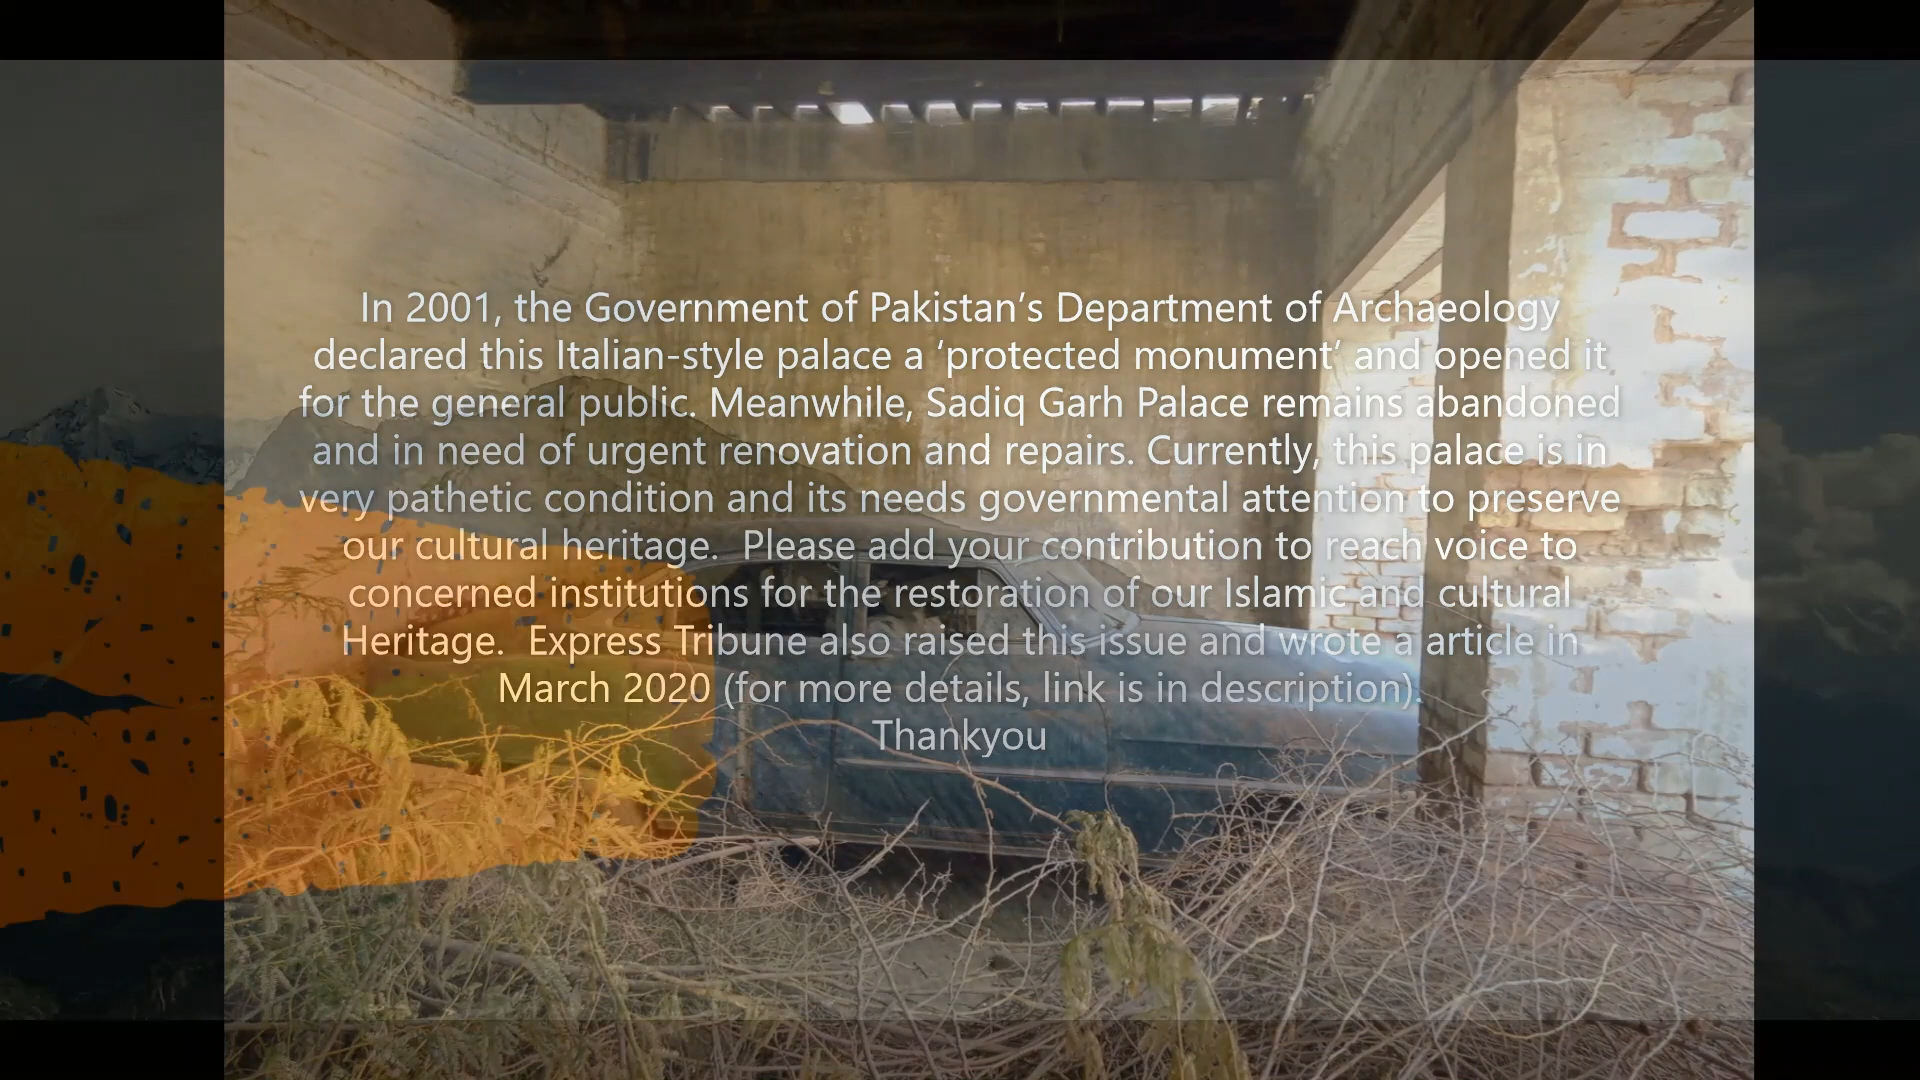 In 2001, the Government of Pakistan’s Department of Archaeology
declared this Italian-style palace a ‘protected monument’ and opened it
for the general public. Meanwhile, Sadiq Garh Palace remains abandoned
and in need of urgent renovation and repairs. Currently, this palace is in
very pathetic condition and its needs governmental attention to preserve
our cultural heritage.  Please add your contribution to reach voice to
concerned institutions for the restoration of our Islamic and cultural
Heritage.  Express Tribune also raised this issue and wrote a article in
March 2020 (for more details, link is in description).
Thankyou